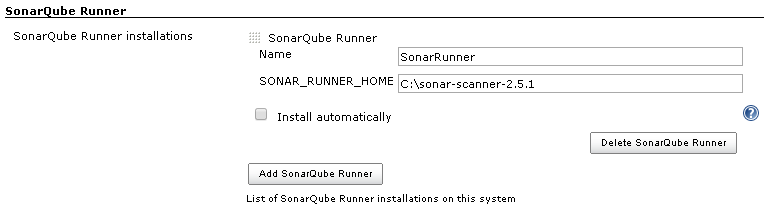 SonarQube Runner
SonarQube Runner installations
SonarQube Runner
Name
SonarRunner
SONAR_RUNNER_HOME
C:\sonar-scanner-2.5.1
Install automatically
?
Delete SonarQube Runner
Add SonarQube Runner
List of SonarQube Runner installations on this system